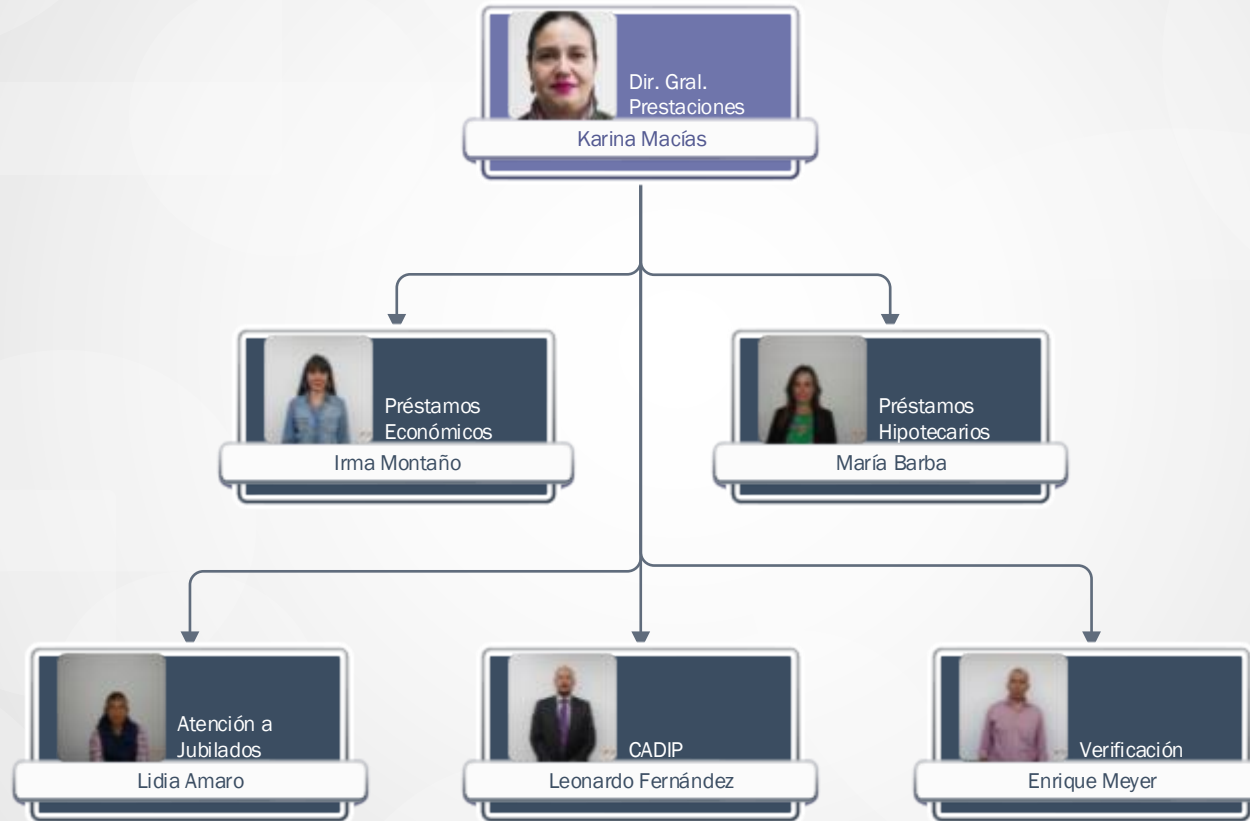 Dir. Gral.
Prestaciones
Karina Macías
Préstamos
Económicos
Irma Montaño
Préstamos
Hipotecarios
María Barba
Atención a
Jubilados
Lidia Amaro
CADIP
Leonardo Fernández
Verificación
Enrique Meyer